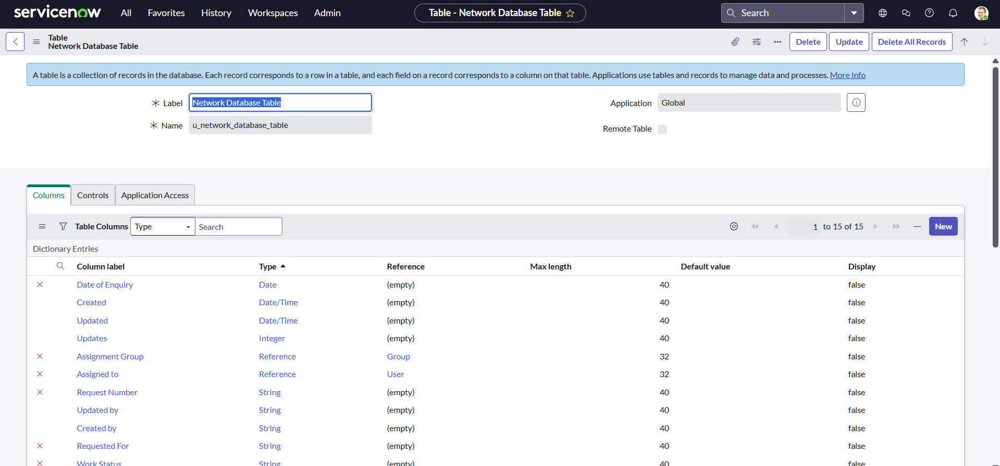 servicenow All Favorites History Workspaces Admin Table - Network Database Table Search
Table
Network Database Table
Delete Update Delete All Records
A table is a collection of records in the database. Each record corresponds to a row in a table, and each field on a record corresponds to a column on that table. Applications use tables and records to manage data and processes. More Info
Label Network Database Table Application Global
Name u_network_database_table
Remote Table
Columns Controls Application Access
Table Columns Type Search 1 to 15 of 15 New
Dictionary Entries
Column label Type Reference Max length Default value Display
Date of Enquiry Date (empty) 40 false
Created Date/Time (empty) 40 false
Updated Date/Time (empty) 40 false
Updates Integer (empty) 40 false
Assignment Group Reference Group 32 false
Assigned to Reference User 32 false
Request Number String (empty) 40 false
Updated by String (empty) 40 false
Created by String (empty) 40 false
Requested For String (empty) 40 false
Work Status String (empty) 40 false